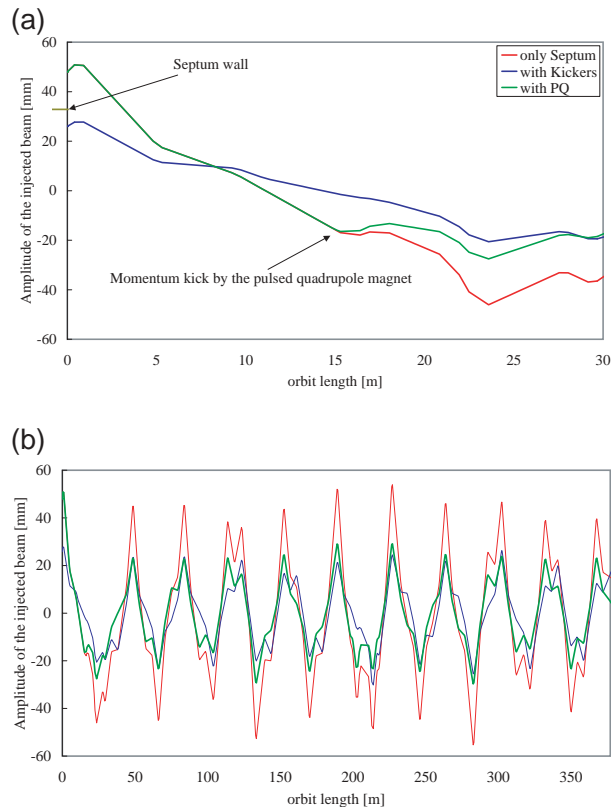 (a)
60
40
20
0
-20
-40
-60
Amplitude of the injected beam [mm]
Septum wall
only Septum
with Kickers
with PQ
Momentum kick by the pulsed quadrupole magnet
0 5 10 15 20 25 30
orbit length [m]
(b)
60
40
20
0
-20
-40
-60
Amplitude of the injected beam [mm]
0 50 100 150 200 250 300 350
orbit length [m]